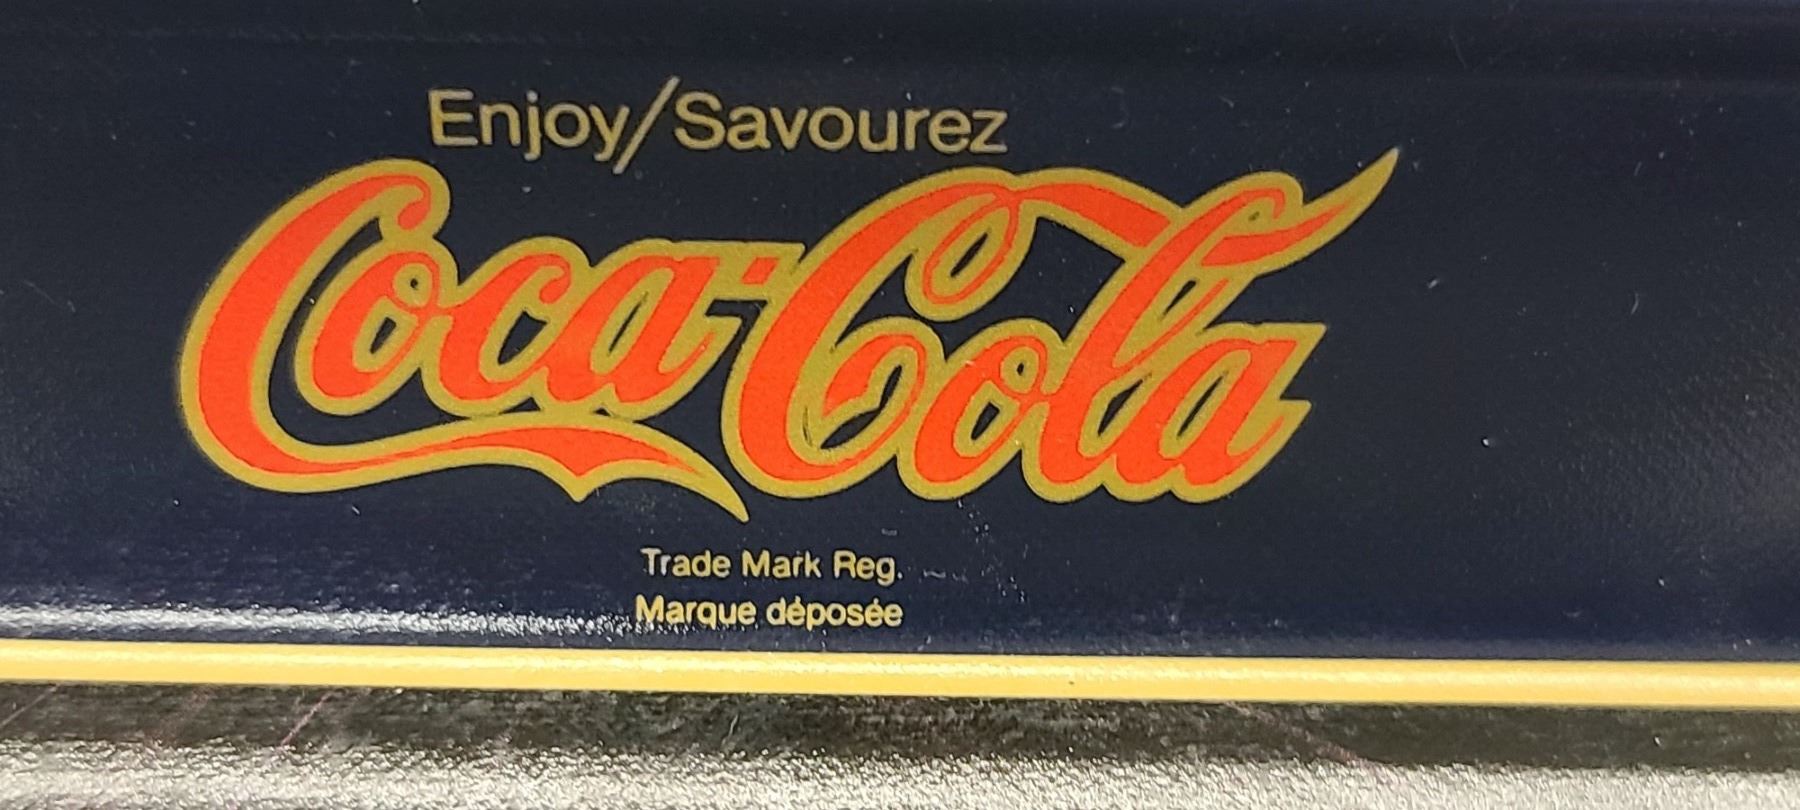 Enjoy/Savourez
Coca-Cola
Trade Mark Reg.
Marque déposée